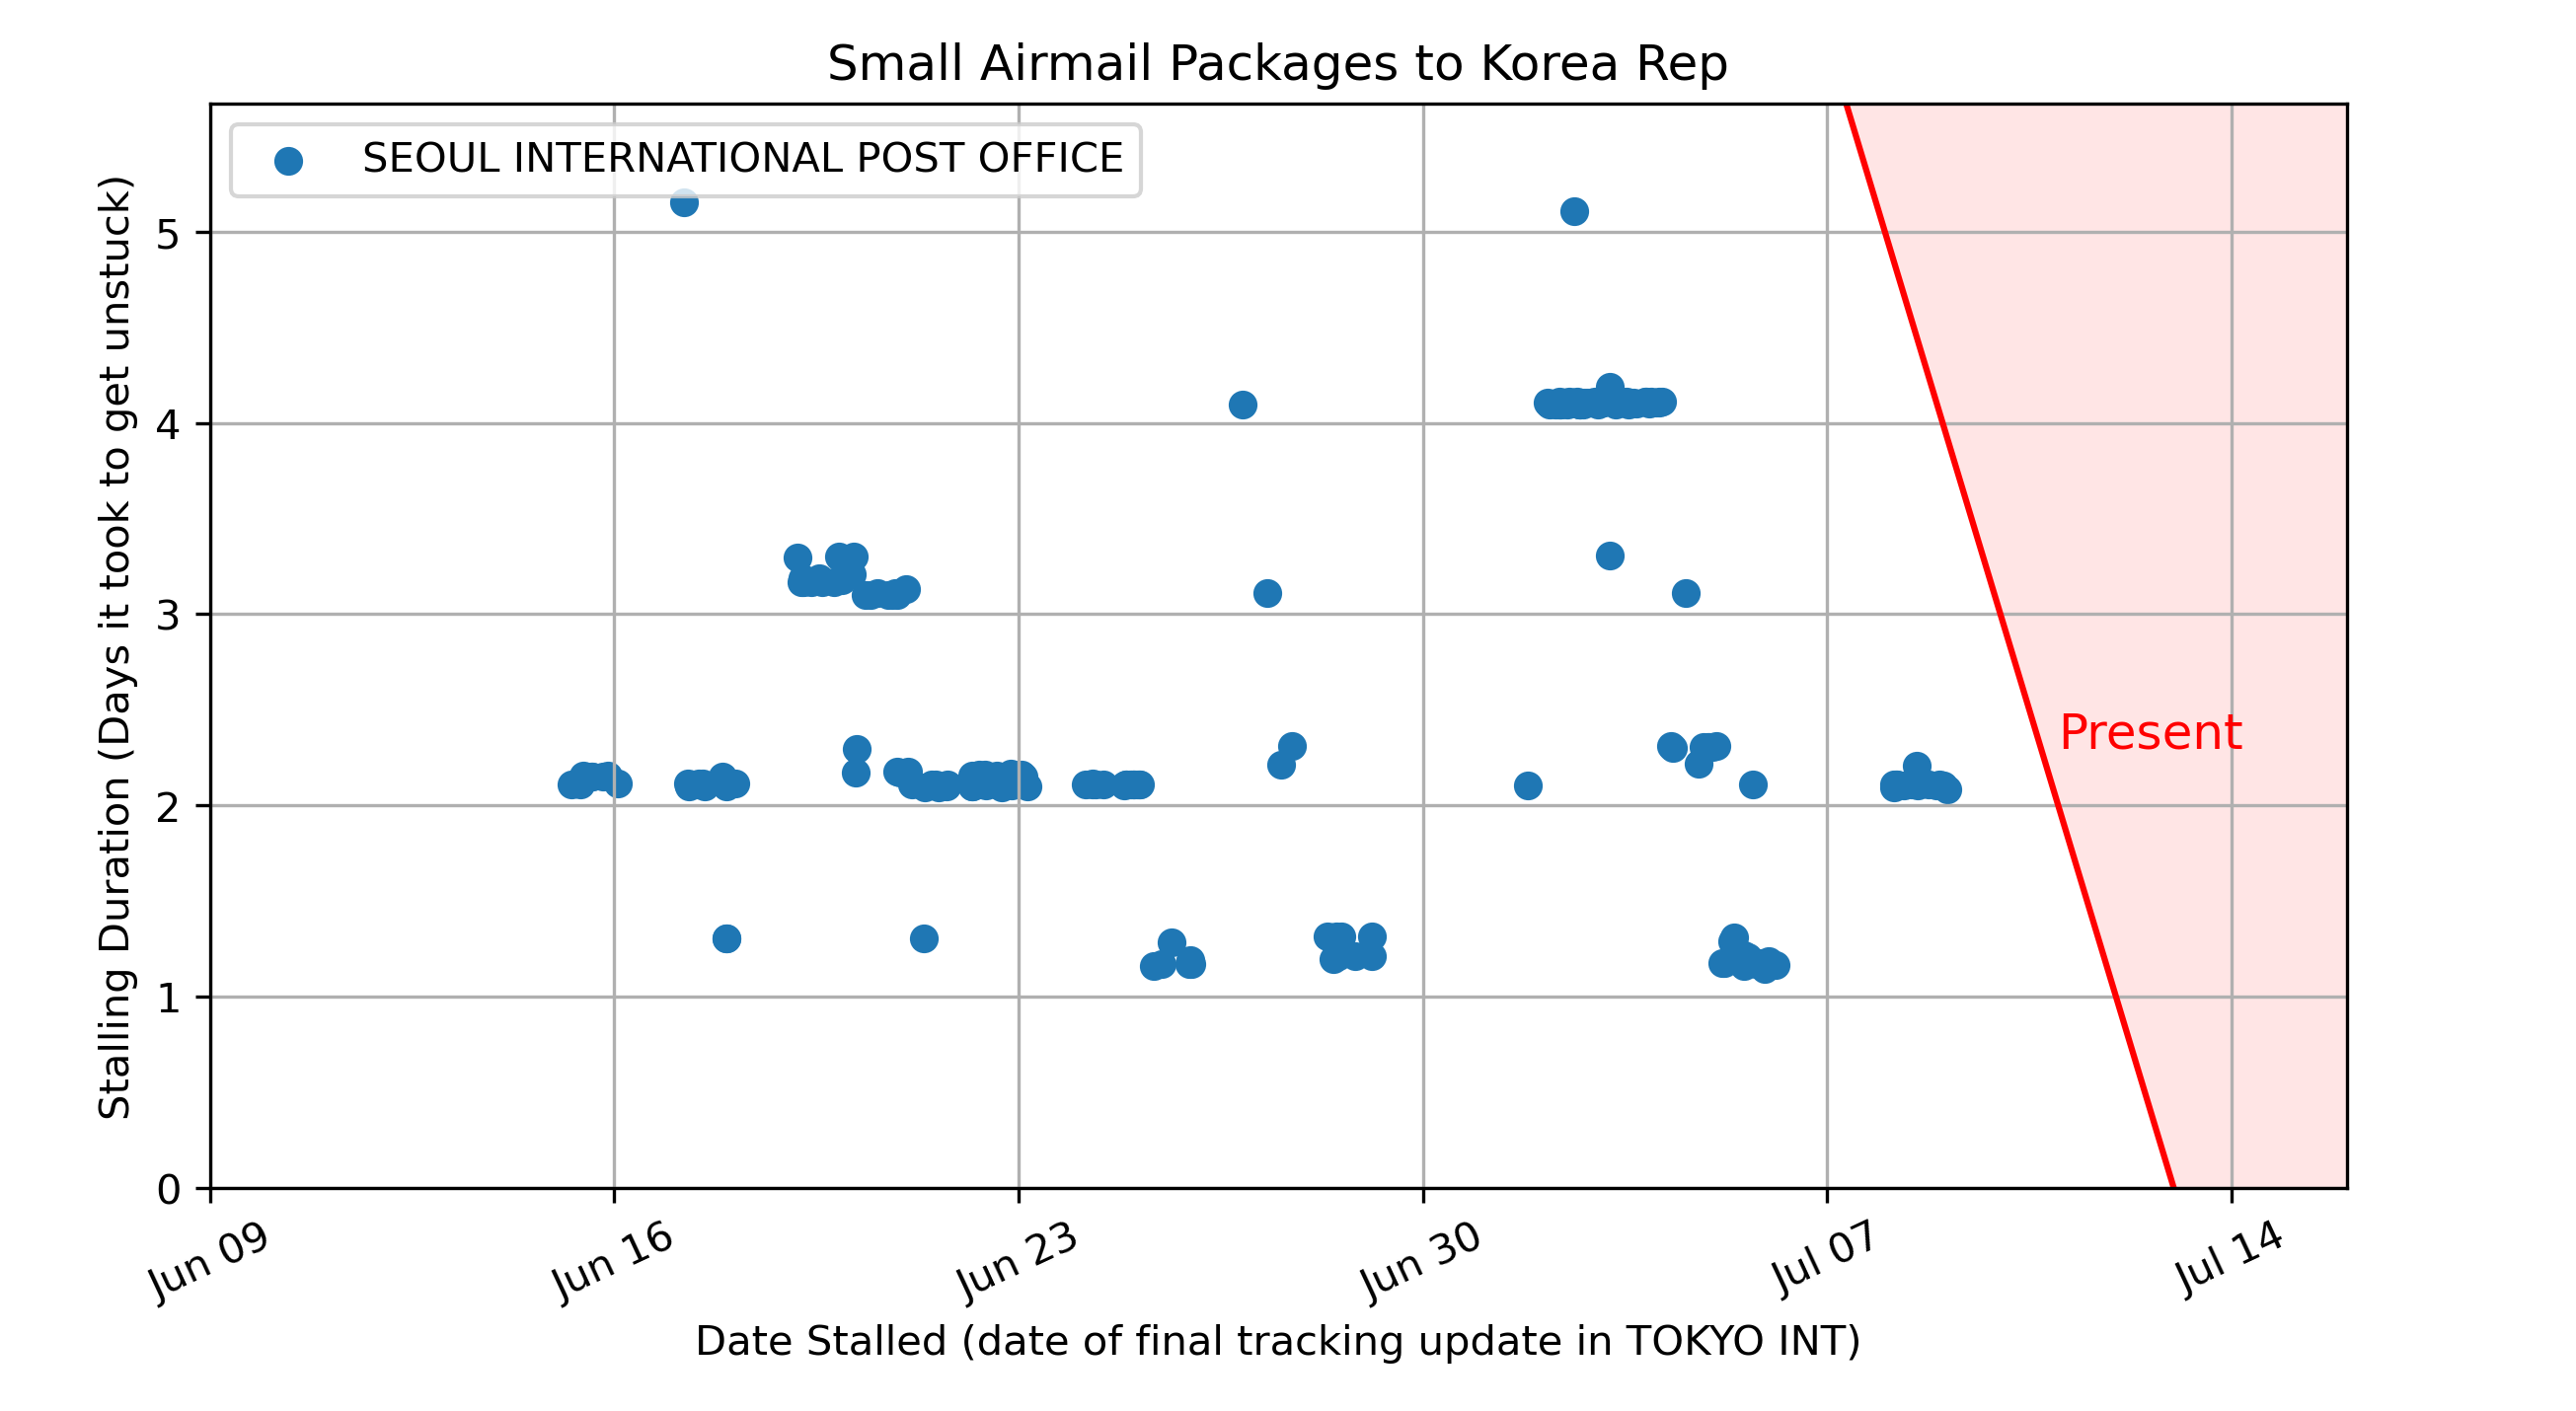 Small Airmail Packages to Korea Rep
SEOUL INTERNATIONAL POST OFFICE
Stalling Duration (Days it took to get unstuck)
5
4
3
2
1
0
Present
Jun 09
Jun 16
Jun 23
Jun 30
Jul 07
Jul 14
Date Stalled (date of final tracking update in TOKYO INT)